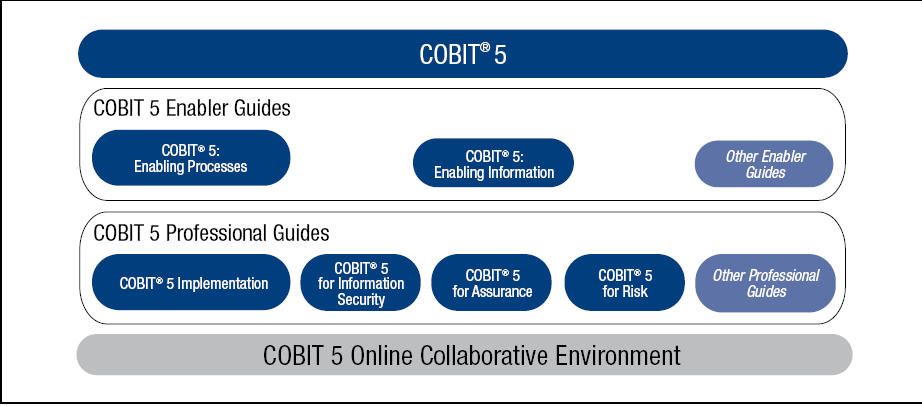 COBIT® 5
COBIT 5 Enabler Guides
COBIT® 5:
Enabling Processes
COBIT® 5:
Enabling Information
Other Enabler
Guides
COBIT 5 Professional Guides
COBIT® 5 Implementation
COBIT® 5
for Information
Security
COBIT® 5
for Assurance
COBIT® 5
for Risk
Other Professional
Guides
COBIT 5 Online Collaborative Environment